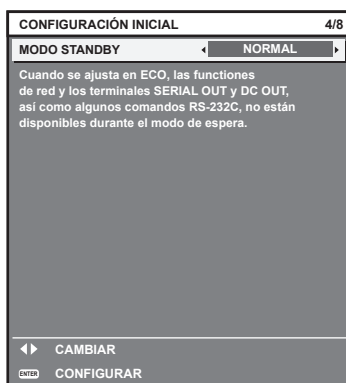 CONFIGURACIÓN INICIAL 4/8
MODO STANDBY NORMAL
Cuando se ajusta en ECO, las functiones
de red y los terminales SERIAL OUT y DC OUT,
así como algunos comandos RS-232C, no están
disponibles durante el modo de espera.
CAMBIAR
ENTER CONFIGURAR